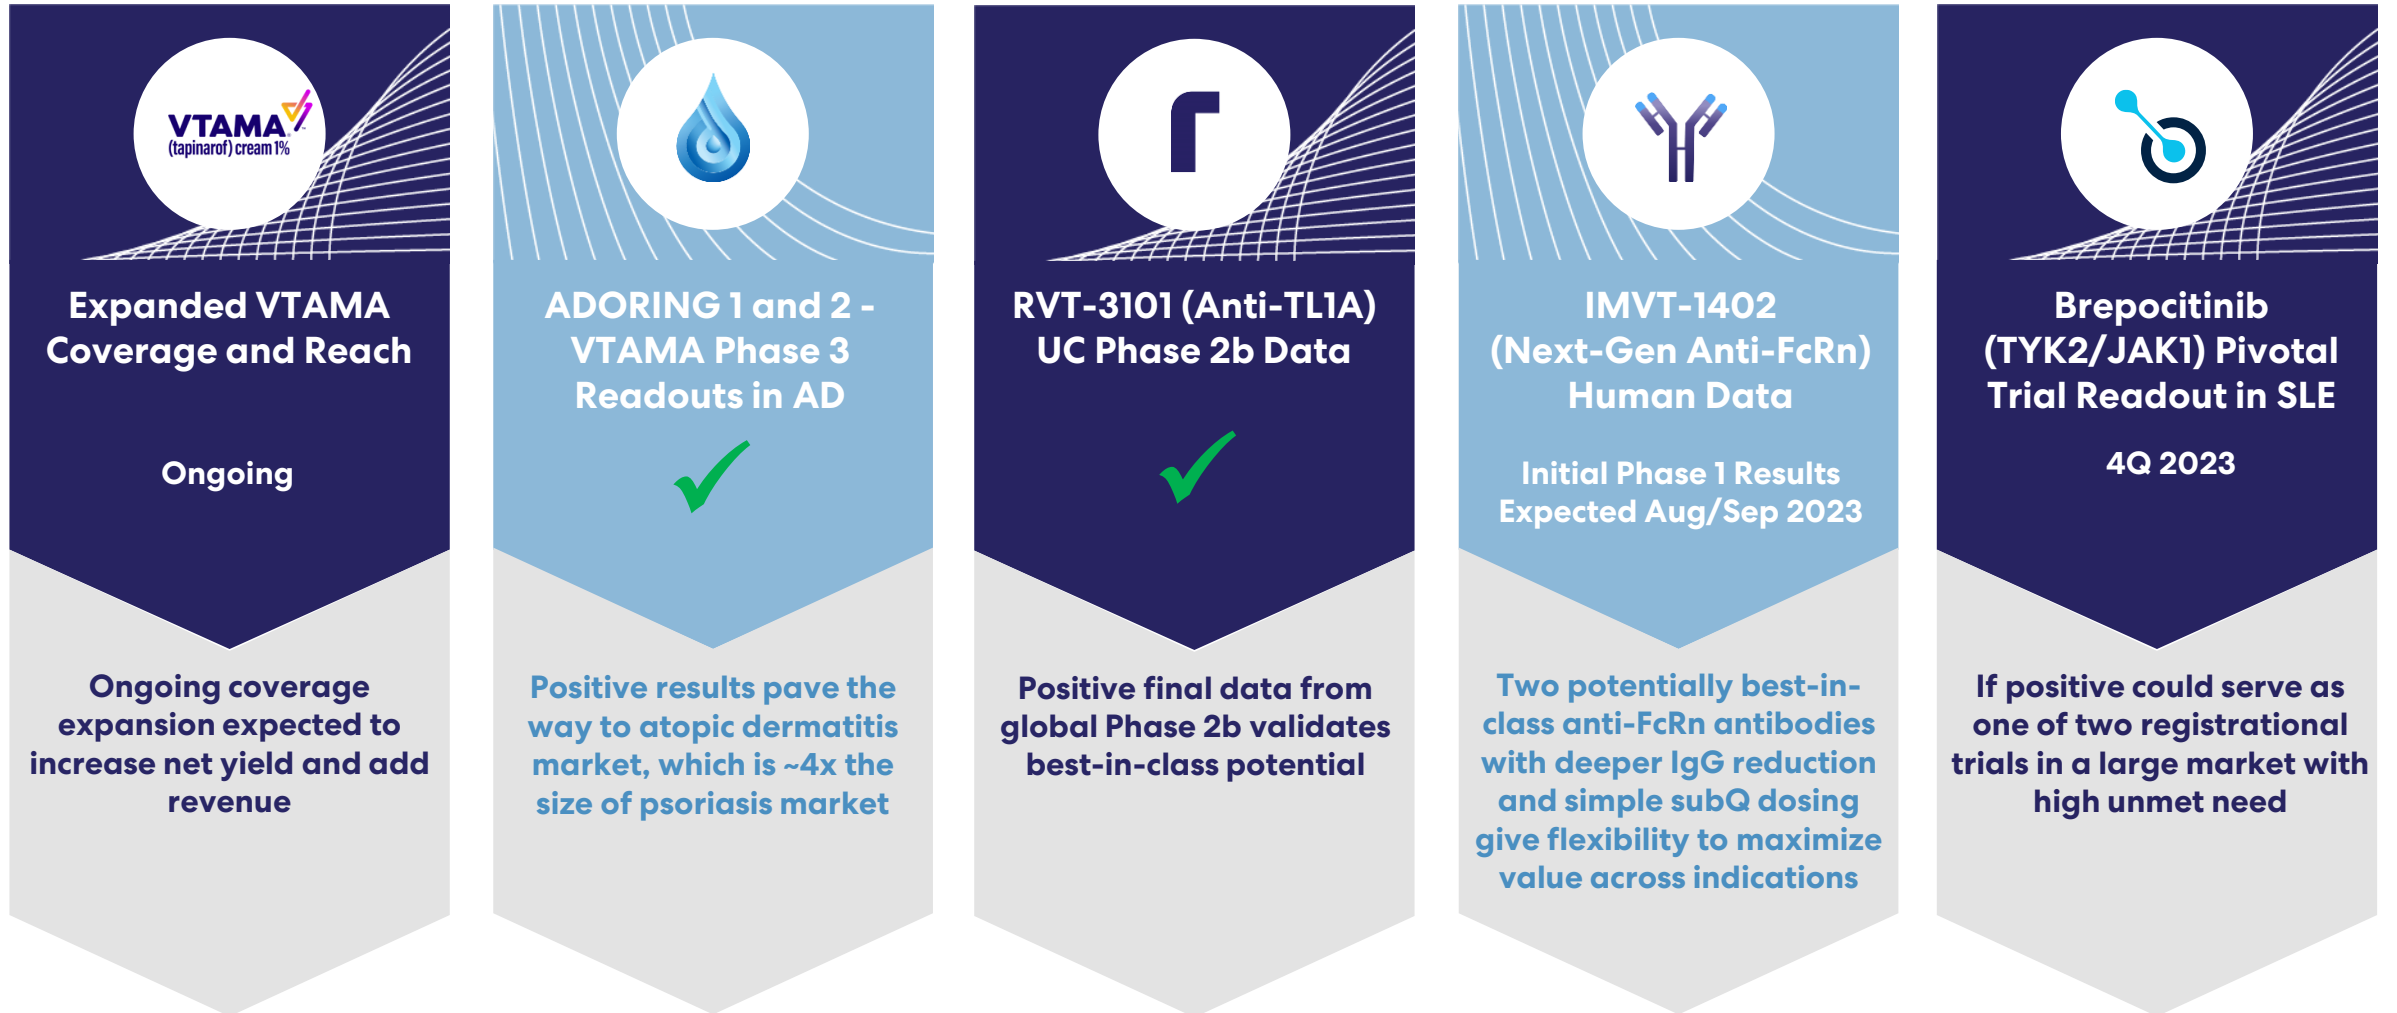 VTAMA
(tapinarof) cream 1%
Expanded VTAMA
Coverage and Reach
Ongoing
Ongoing coverage
expansion expected to
increase net yield and add
revenue
ADORING 1 and 2 -
VTAMA Phase 3
Readouts in AD
Positive results pave the
way to atopic dermatitis
market, which is ~4x the
size of psoriasis market
RVT-3101 (Anti-TL1A)
UC Phase 2b Data
Positive final data from
global Phase 2b validates
best-in-class potential
IMVT-1402
(Next-Gen Anti-FcRn)
Human Data
Initial Phase 1 Results
Expected Aug/Sep 2023
Two potentially best-in-
class anti-FcRn antibodies
with deeper IgG reduction
and simple subQ dosing
give flexibility to maximize
value across indications
Brepocitinib
(TYK2/JAK1) Pivotal
Trial Readout in SLE
4Q 2023
If positive could serve as
one of two registrational
trials in a large market with
high unmet need